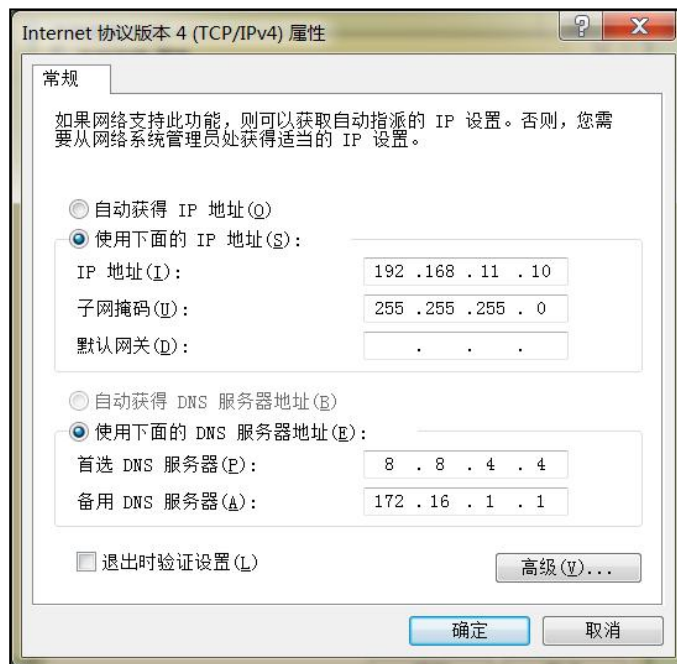 Internet 协议版本 4 (TCP/IPv4) 属性
常规
如果网络支持此功能，则可以获取自动指派的 IP 设置。否则，您需
要从网络系统管理员处获得适当的 IP 设置。
自动获得 IP 地址(O)
使用下面的 IP 地址(S):
IP 地址(I): 192 .168 . 11 . 10
子网掩码(U): 255 .255 .255 . 0
默认网关(D): . . .
自动获得 DNS 服务器地址(B)
使用下面的 DNS 服务器地址(E):
首选 DNS 服务器(P): 8 . 8 . 4 . 4
备用 DNS 服务器(A): 172 . 16 . 1 . 1
退出时验证设置(L)
高级(V)...
确定 取消